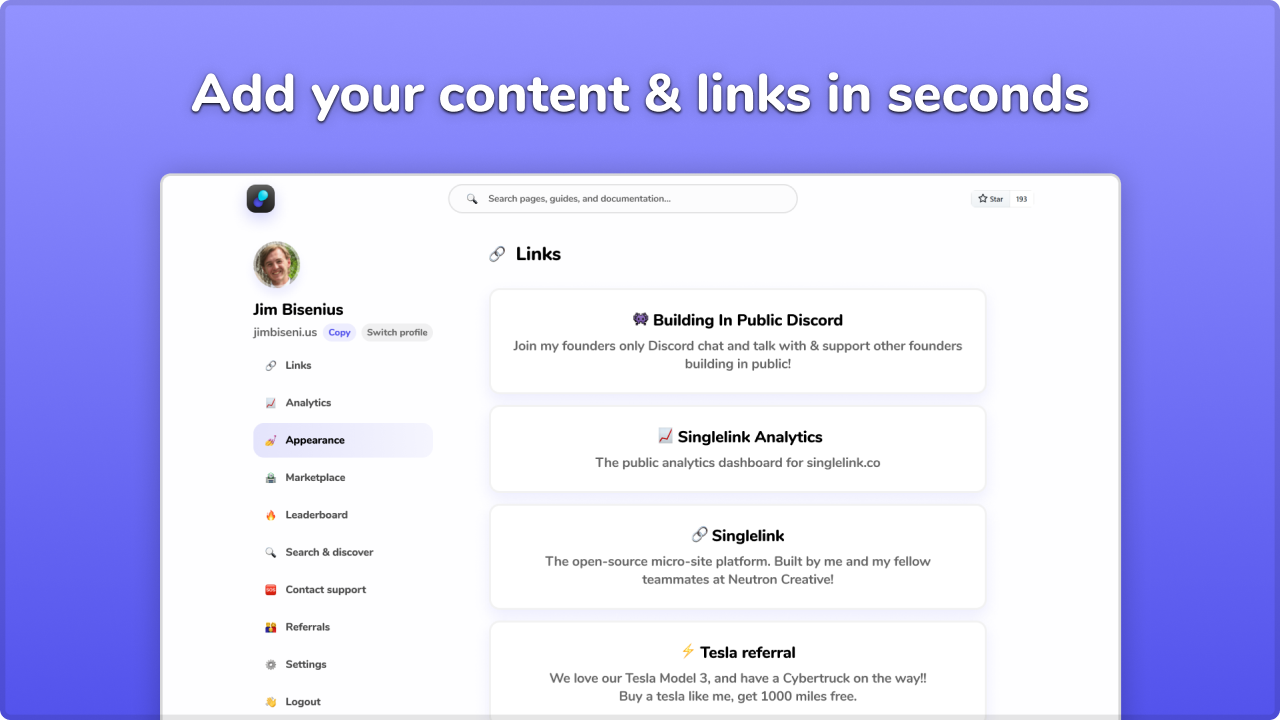 Add your content & links in seconds
Search pages, guides, and documentation...
Star 193
Jim Bisenius
jimbiseni.us Copy Switch profile
Links
Analytics
Appearance
Marketplace
Leaderboard
Search & discover
Contact support
Referrals
Settings
Logout
Links
Building In Public Discord
Join my founders only Discord chat and talk with & support other founders
building in public!
Singlelink Analytics
The public analytics dashboard for singlelink.co
Singlelink
The open-source micro-site platform. Built by me and my fellow
teammates at Neutron Creative!
Tesla referral
We love our Tesla Model 3, and have a Cybertruck on the way!!
Buy a tesla like me, get 1000 miles free.